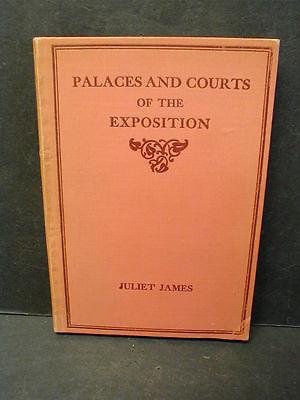 PALACES AND COURTS
OF THE
EXPOSITION
JULIET JAMES